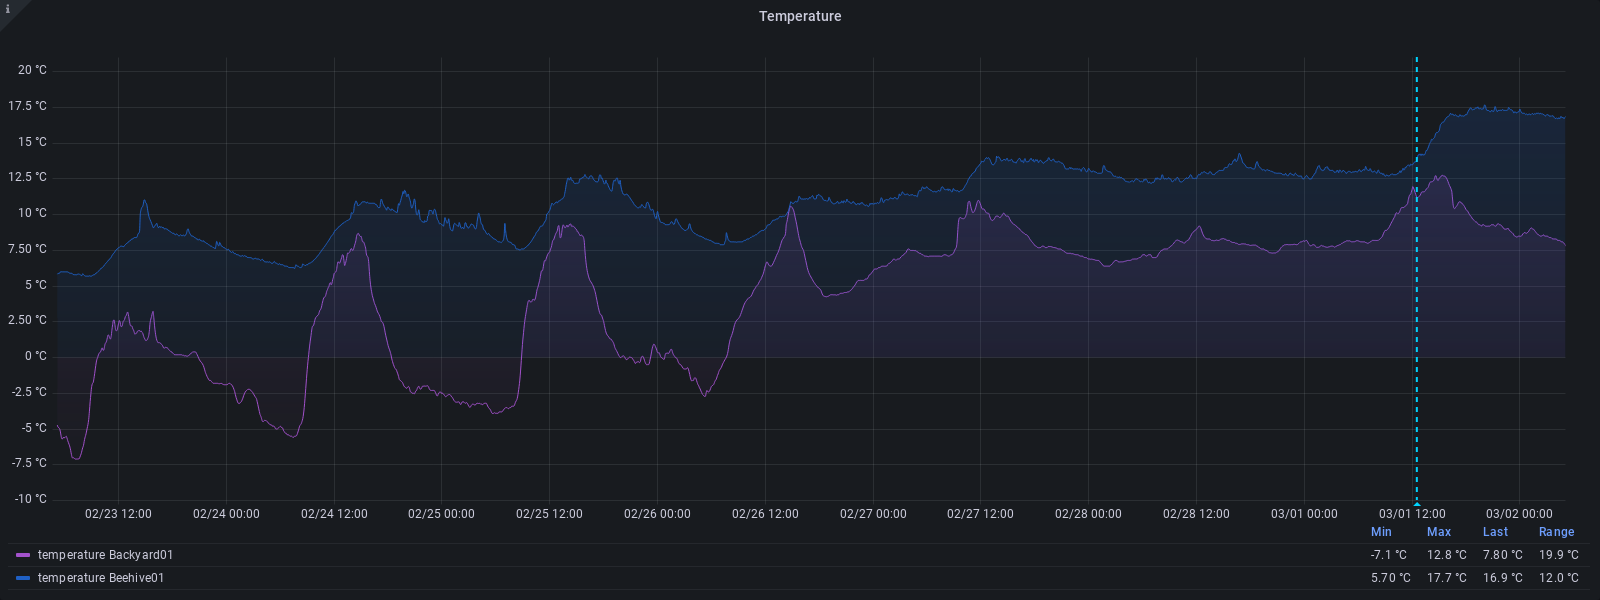 i
Temperature
20 °C
17.5 °C
15 °C
12.5 °C
10 °C
7.50 °C
5 °C
2.50 °C
0 °C
-2.5 °C
-5 °C
-7.5 °C
-10 °C
02/23 12:00 02/24 00:00 02/24 12:00 02/25 00:00 02/25 12:00 02/26 00:00 02/26 12:00 02/27 00:00 02/27 12:00 02/28 00:00 02/28 12:00 03/01 00:00 03/01 12:00 03/02 00:00
Min Max Last Range
temperature Backyard01 -7.1 °C 12.8 °C 7.80 °C 19.9 °C
temperature Beehive01 5.70 °C 17.7 °C 16.9 °C 12.0 °C